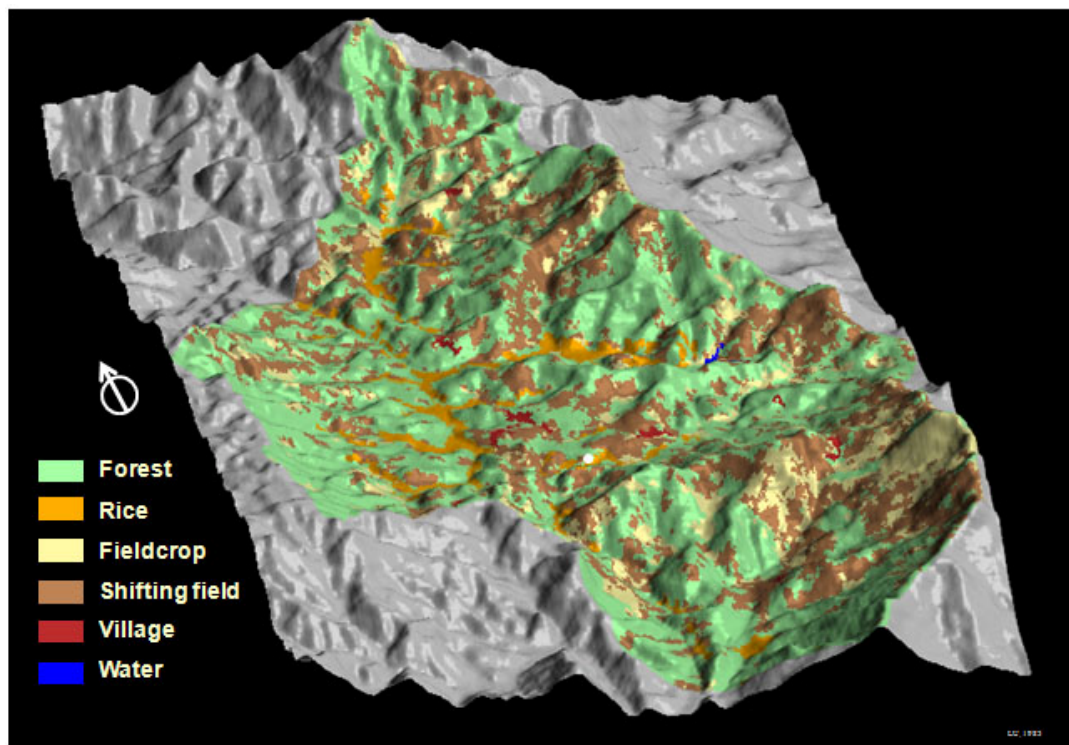 Forest
Rice
Fieldcrop
Shifting field
Village
Water